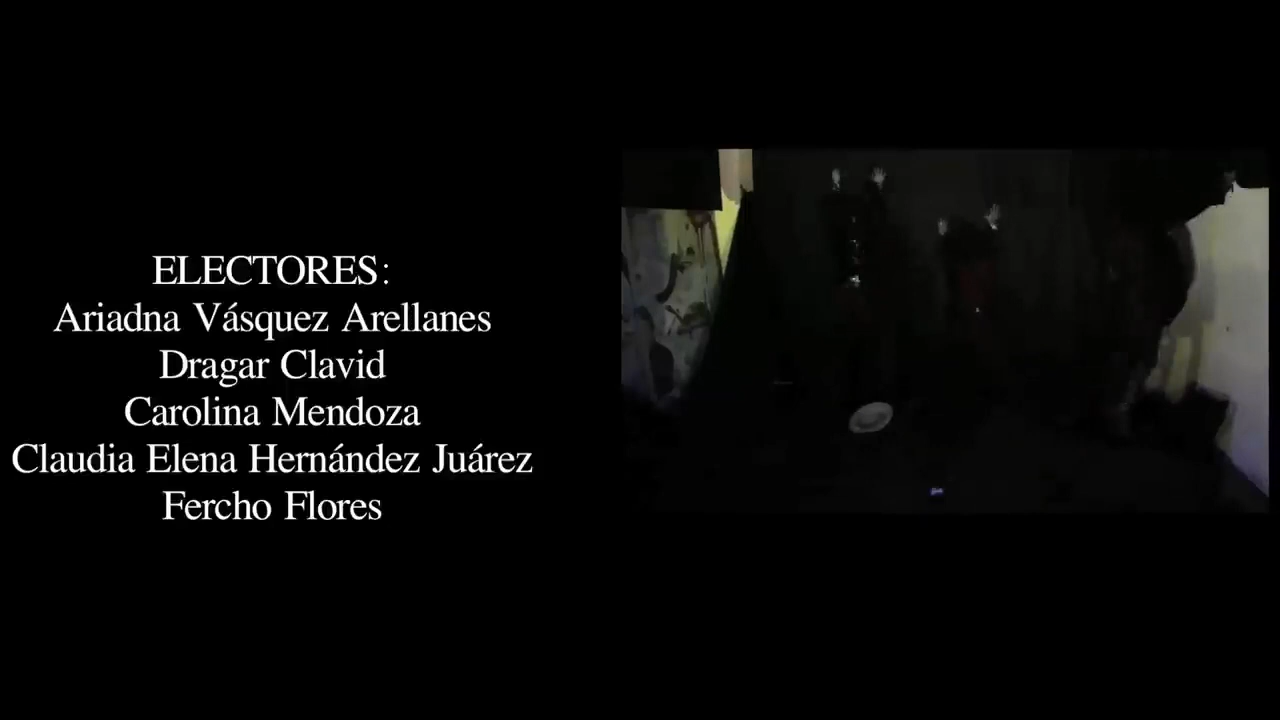 ELECTORES:
Ariadna Vásquez Arellanes
Dragar Clavid
Carolina Mendoza
Claudia Elena Hernández Juárez
Fercho Flores